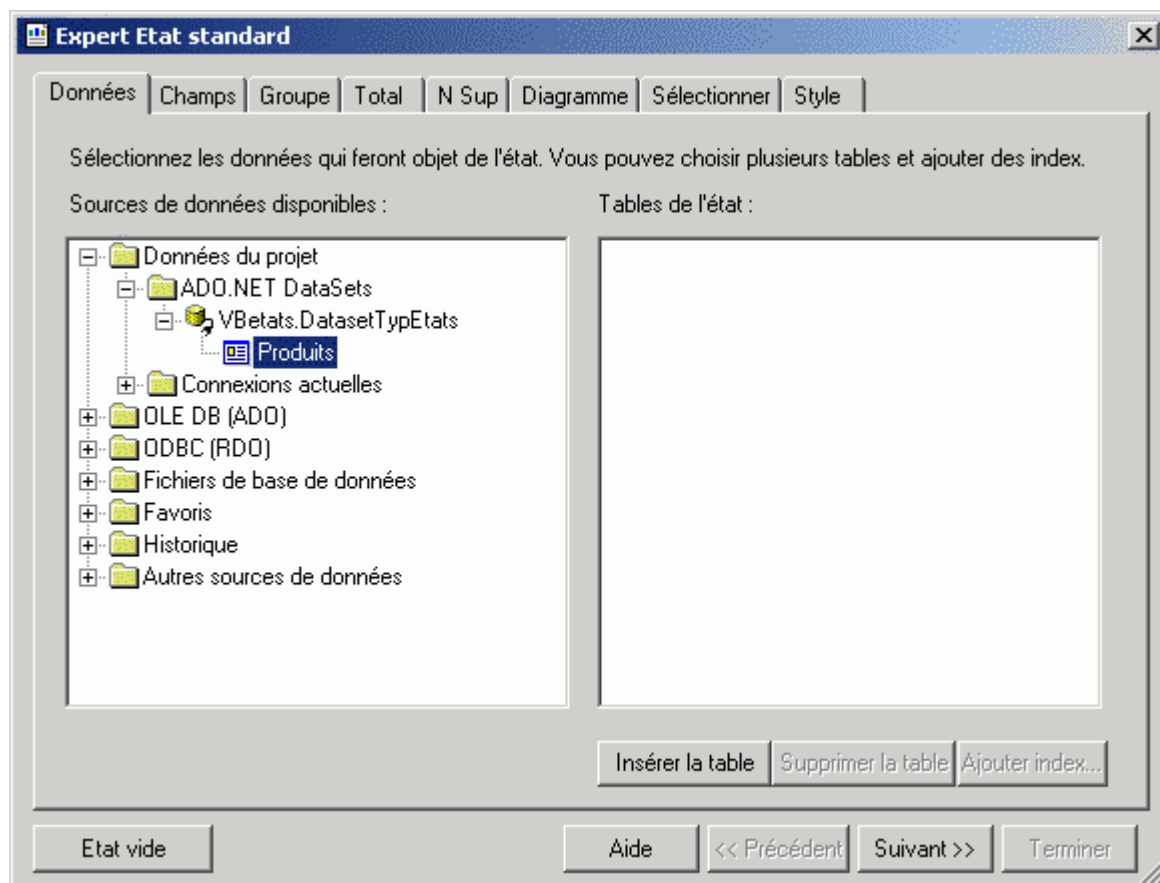 Expert Etat standard
Données Champs Groupe Total N Sup Diagramme Sélectionner Style
Sélectionnez les données qui feront objet de l'état. Vous pouvez choisir plusieurs tables et ajouter des index.
Sources de données disponibles :
Tables de l'état :
Données du projet
ADO.NET DataSets
VBetats.DatasetTypEtats
Produits
Connexions actuelles
OLE DB (ADO)
ODBC (RDO)
Fichiers de base de données
Favoris
Historique
Autres sources de données
Insérer la table Supprimer la table Ajouter index...
Etat vide Aide << Précédent Suivant >> Terminer